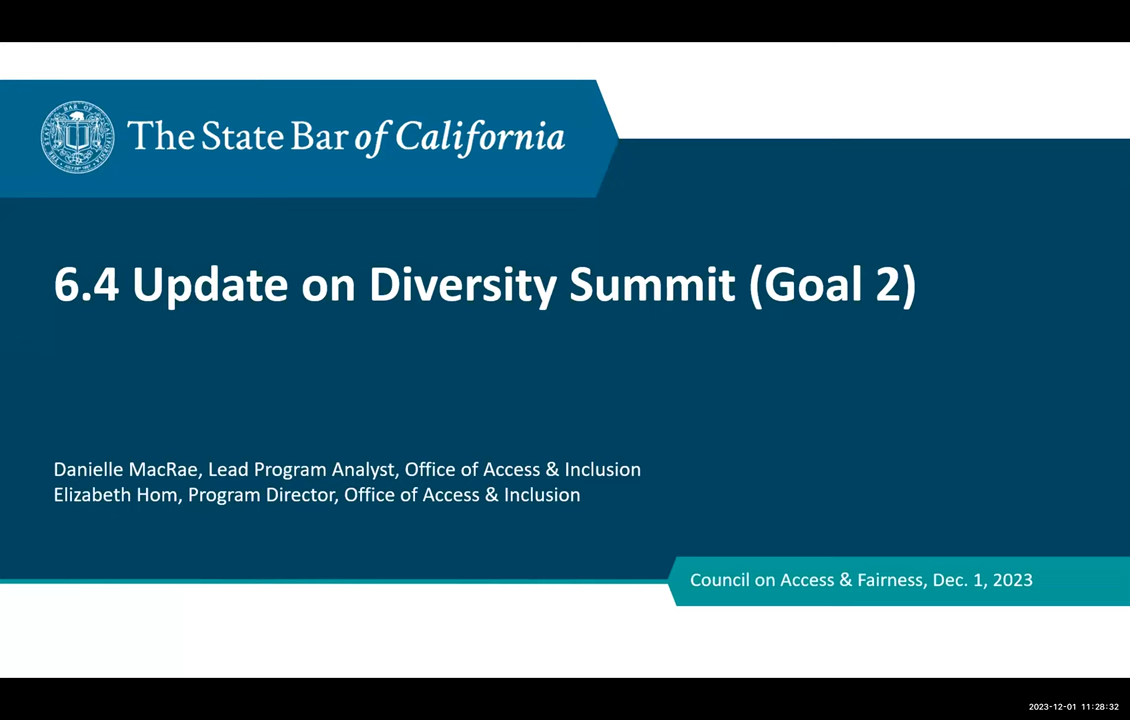 The State Bar of California
6.4 Update on Diversity Summit (Goal 2)
Danielle MacRae, Lead Program Analyst, Office of Access & Inclusion
Elizabeth Hom, Program Director, Office of Access & Inclusion
Council on Access & Fairness, Dec. 1, 2023
2023-12-01 11:28:32